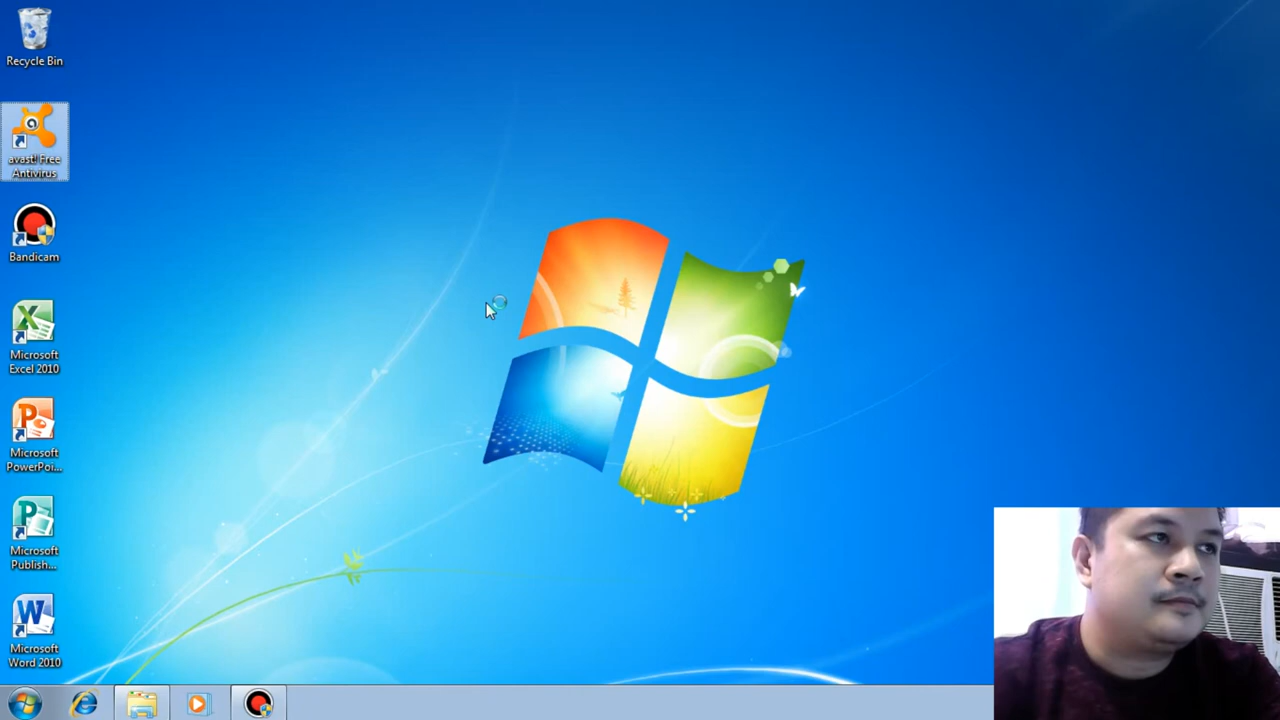 Recycle Bin
avast! Free
Antivirus
Bandicam
Microsoft
Excel 2010
Microsoft
PowerPoi...
Microsoft
Publish...
Microsoft
Word 2010